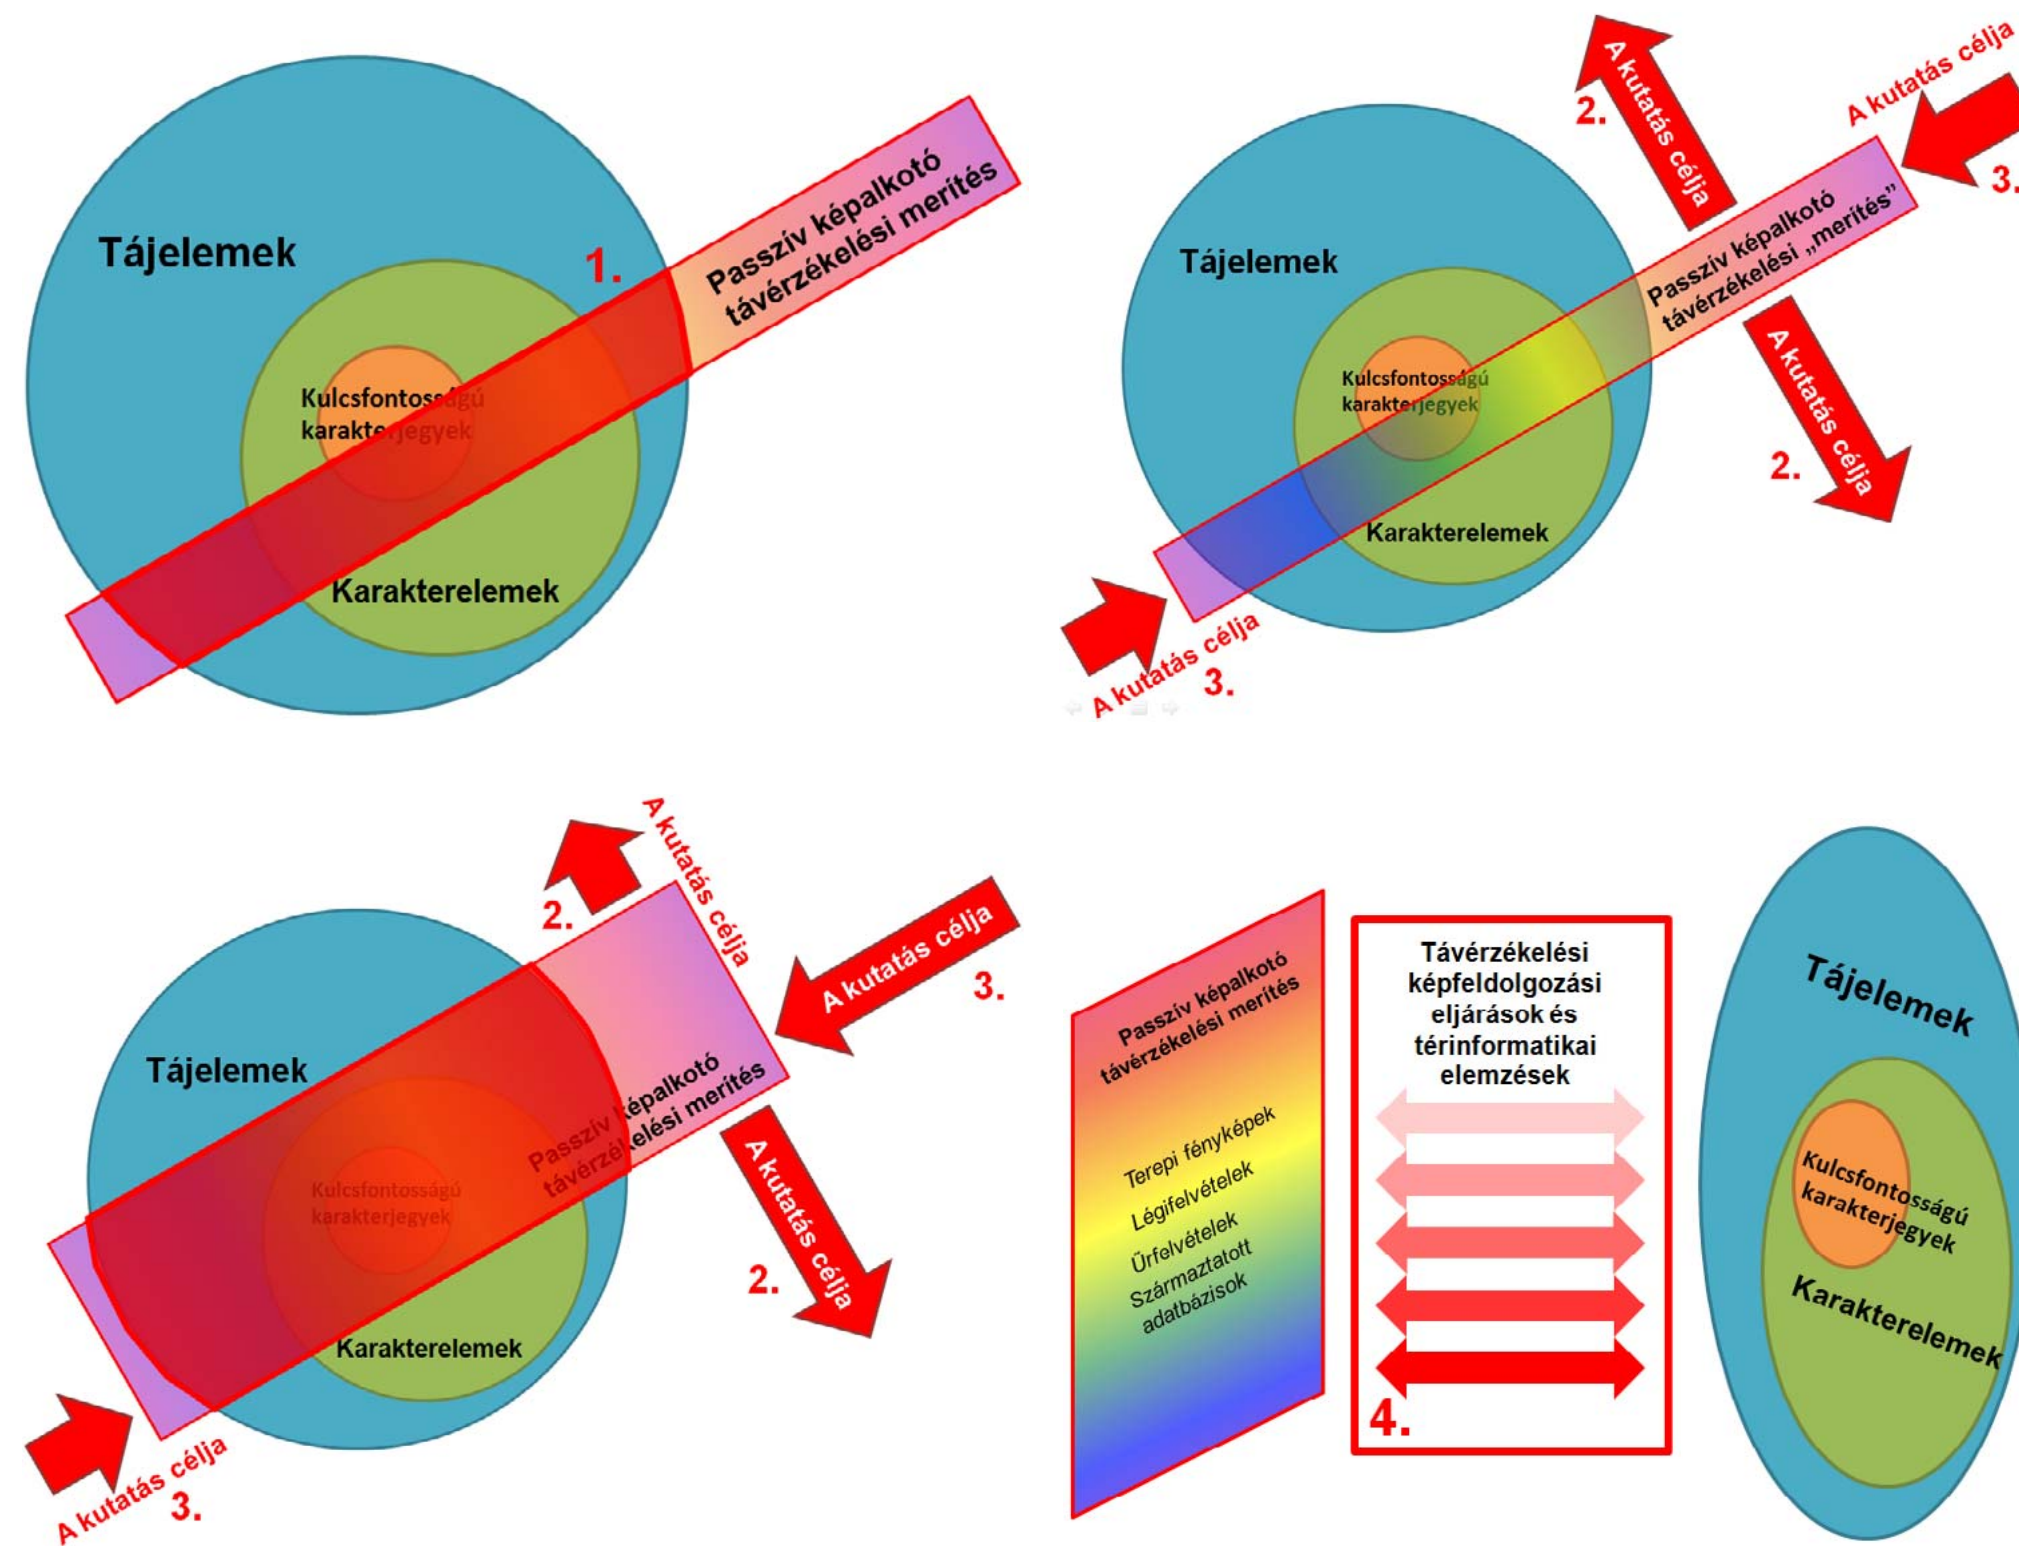 Tájelemek
1.
Passzív képalkotó
távérzékelési merítés
Kulcsfontosságú
karakterjegyek
Karakterelemek
A kutatás célja
2.
A kutatás célja
3.
Tájelemek
Passzív képalkotó
távérzékelési „merítés”
Kulcsfontosságú
karakterjegyek
A kutatás célja
2.
Karakterelemek
A kutatás célja
3.
A kutatás célja
2.
A kutatás célja
3.
Tájelemek
Passzív képalkotó
távérzékelési merítés
Kulcsfontosságú
karakterjegyek
A kutatás célja
2.
Karakterelemek
A kutatás célja
3.
Passzív képalkotó
távérzékelési merítés
Terepi fényképek
Légifelvételek
Űrfelvételek
Származtatott
adatbázisok
Távérzékelési
képfeldolgozási
eljárások és
térinformatikai
elemzések
4.
Tájelemek
Kulcsfontosságú
karakterjegyek
Karakterelemek